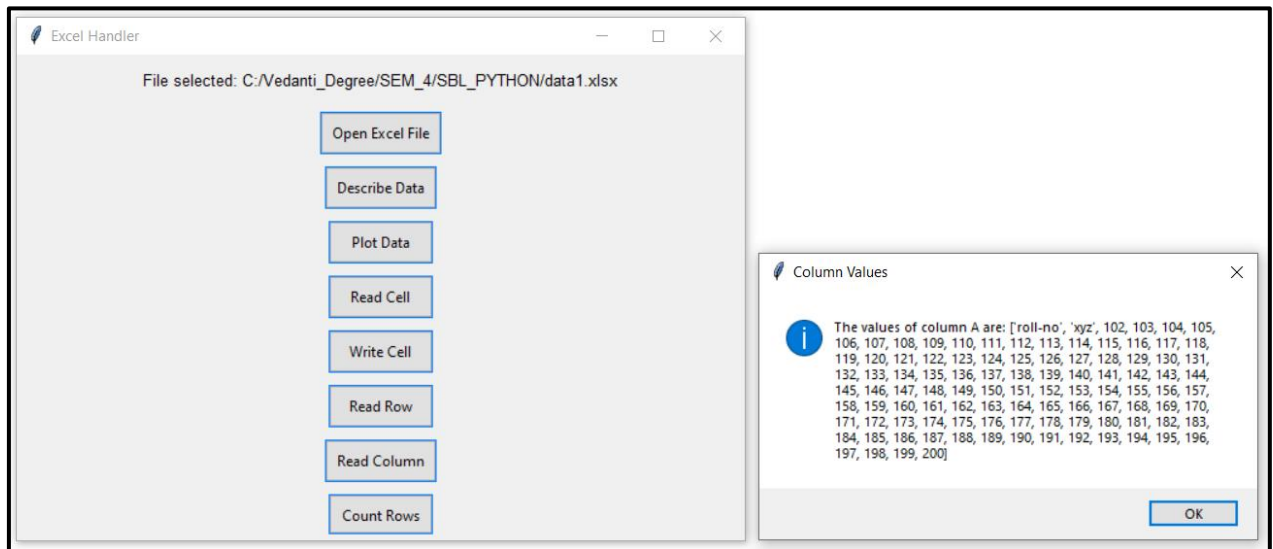 Excel Handler
File selected: C:/Vedanti_Degree/SEM_4/SBL_PYTHON/data1.xlsx
Open Excel File
Describe Data
Plot Data
Read Cell
Write Cell
Read Row
Read Column
Count Rows
Column Values
The values of column A are: ['roll-no', 'xyz', 102, 103, 104, 105,
106, 107, 108, 109, 110, 111, 112, 113, 114, 115, 116, 117, 118,
119, 120, 121, 122, 123, 124, 125, 126, 127, 128, 129, 130, 131,
132, 133, 134, 135, 136, 137, 138, 139, 140, 141, 142, 143, 144,
145, 146, 147, 148, 149, 150, 151, 152, 153, 154, 155, 156, 157,
158, 159, 160, 161, 162, 163, 164, 165, 166, 167, 168, 169, 170,
171, 172, 173, 174, 175, 176, 177, 178, 179, 180, 181, 182, 183,
184, 185, 186, 187, 188, 189, 190, 191, 192, 193, 194, 195, 196,
197, 198, 199, 200]
OK